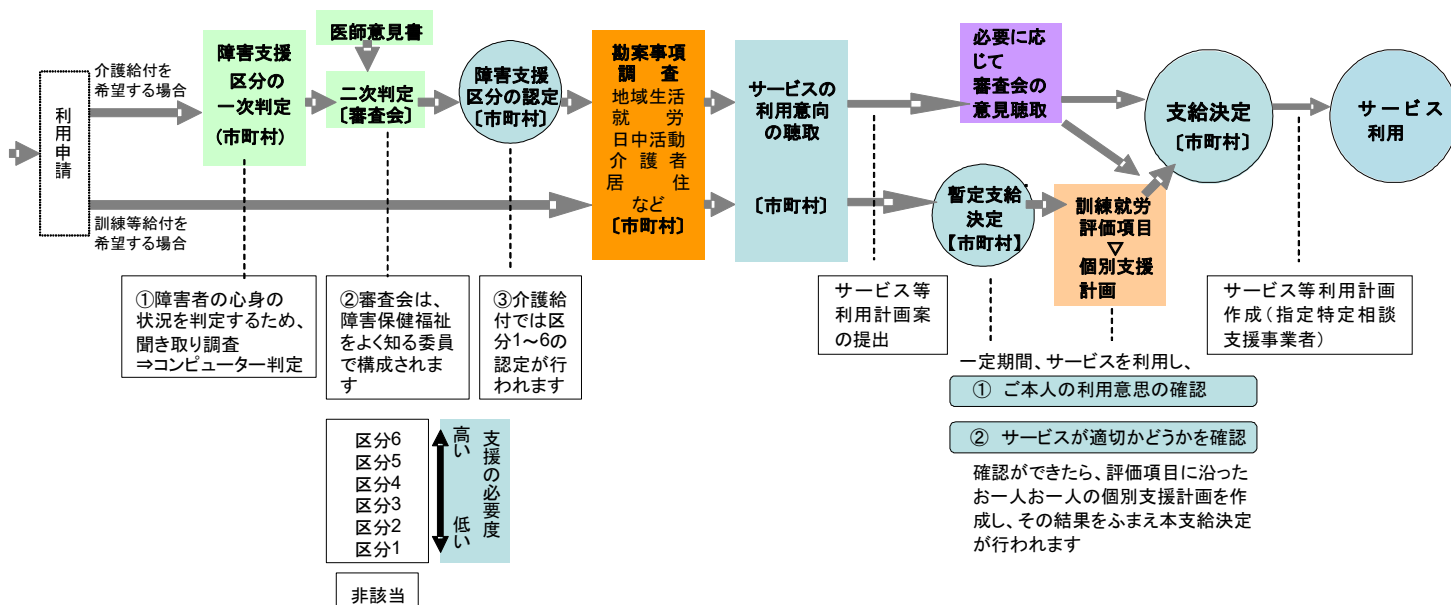 利用申請
介護給付を
希望する場合
訓練等給付を
希望する場合
障害支援
区分の
一次判定
(市町村)
医師意見書
二次判定
〔審査会〕
障害支援
区分の認定
〔市町村〕
勘案事項
調　査
地域生活
就　労
日中活動
介 護 者
居　住
など
〔市町村〕
サービスの
利用意向
の聴取
〔市町村〕
必要に応
じて
審査会の
意見聴取
暫定支給
決定
【市町村】
訓練就労
評価項目
▽
個別支援
計画
支給決定
〔市町村〕
サービス
利用
①障害者の心身の
状況を判定するため、
聞き取り調査
⇒コンピューター判定
②審査会は、
障害保健福祉
をよく知る委員
で構成されま
す
③介護給
付では区
分1～6の
認定が行
われます
サービス等
利用計画案
の提出
サービス等利用計画
作成（指定特定相談
支援事業者）
一定期間、サービスを利用し、
①　ご本人の利用意思の確認
②　サービスが適切かどうかを確認
確認ができたら、評価項目に沿った
お一人お一人の個別支援計画を作
成し、その結果をふまえ本支給決定
が行われます
区分6
区分5
区分4
区分3
区分2
区分1
高い
低い
支援の必要度
非該当